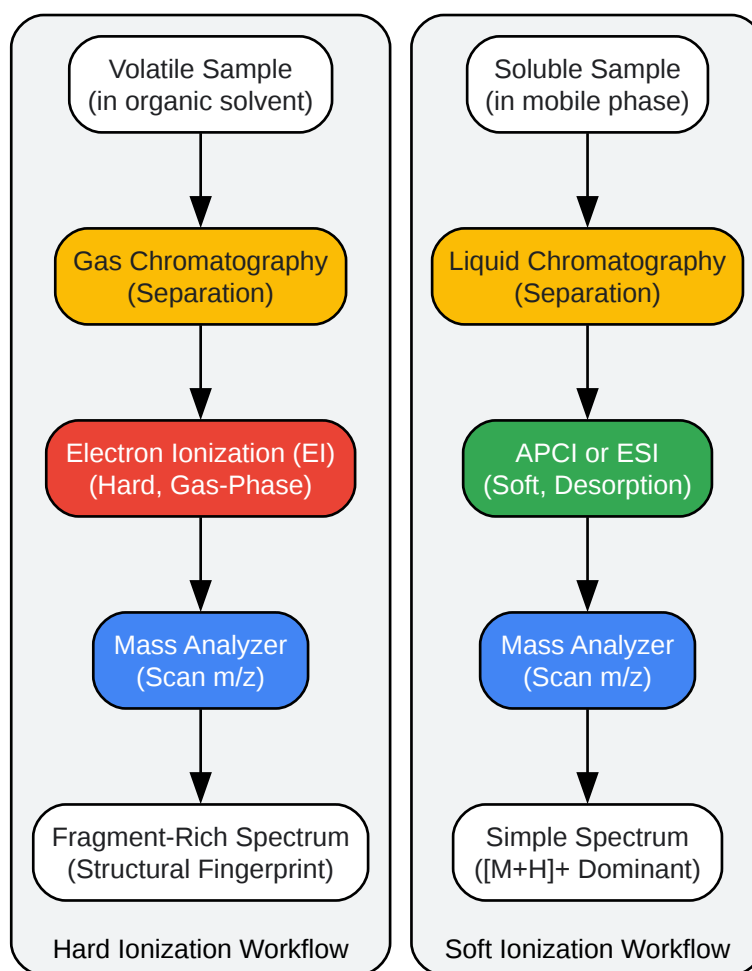 Volatile Sample
(in organic solvent)
Gas Chromatography
(Separation)
Electron Ionization (EI)
(Hard, Gas-Phase)
Mass Analyzer
(Scan m/z)
Fragment-Rich Spectrum
(Structural Fingerprint)
Hard Ionization Workflow
Soluble Sample
(in mobile phase)
Liquid Chromatography
(Separation)
APCI or ESI
(Soft, Desorption)
Mass Analyzer
(Scan m/z)
Simple Spectrum
([M+H]+ Dominant)
Soft Ionization Workflow